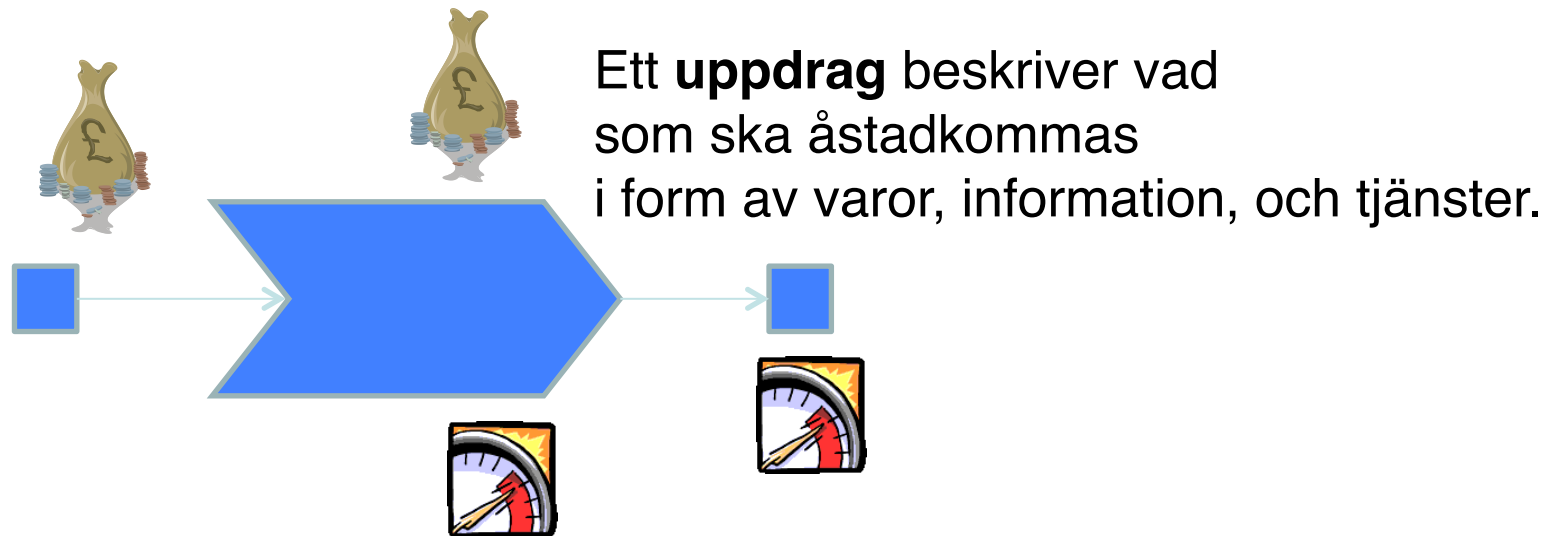 £
£
Ett uppdrag beskriver vad
som ska åstadkommas
i form av varor, information, och tjänster.